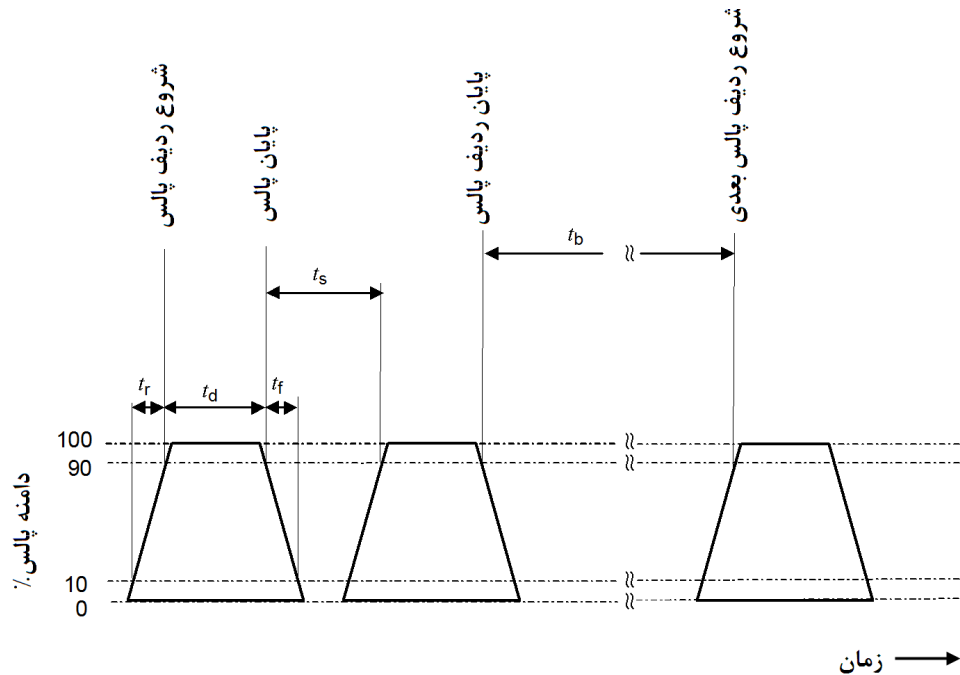 شروع ردیف پالس
پایان پالس
پایان ردیف پالس
شروع ردیف پالس بعدی
tb
ts
tr
td
tf
100
90
10
0
دامنه پالس٪
زمان